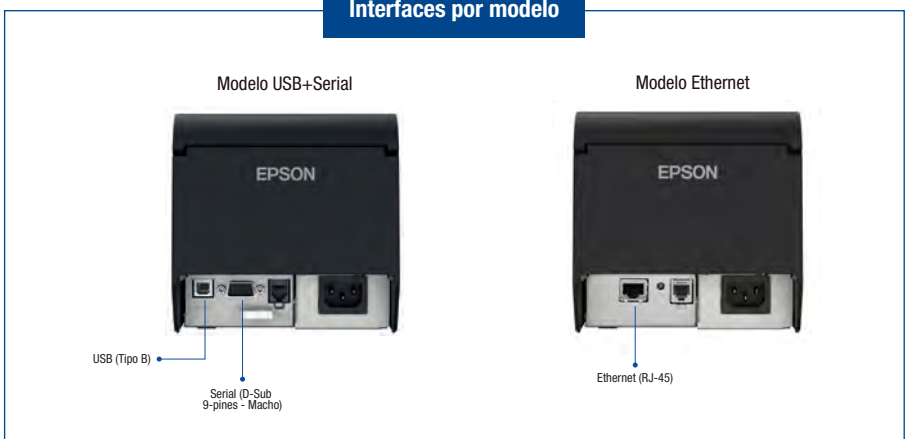 Interfaces por modelo
Modelo USB+Serial
Modelo Ethernet
EPSON
EPSON
USB (Tipo B)
Serial (D-Sub
9-pines - Macho)
Ethernet (RJ-45)